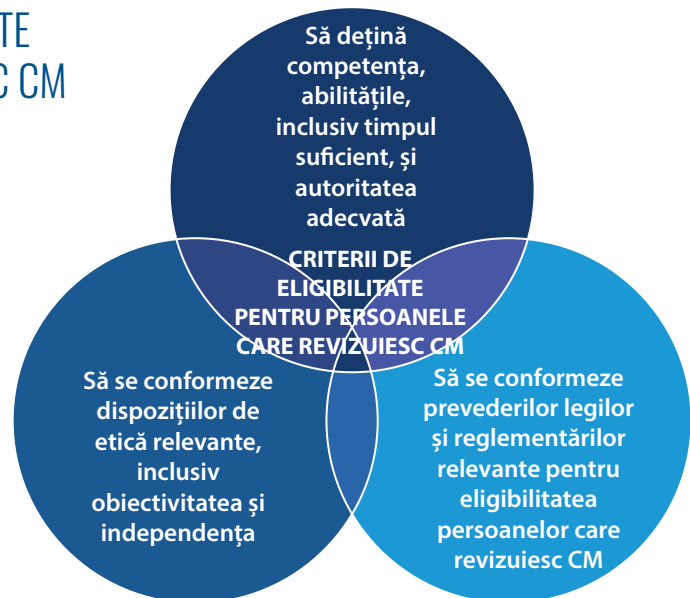 TE
C CM
Să dețină
competența,
abilitățile,
inclusiv timpul
suficient, și
autoritatea
adecvată
CRITERII DE
ELIGIBILITATE
PENTRU PERSOANELE
CARE REVIZUIESC CM
Să se conformeze
dispozițiilor de
etică relevante,
inclusiv
obiectivitatea și
independența
Să se conformeze
prevederilor legilor
și reglementărilor
relevante pentru
eligibilitatea
persoanelor care
revizuiesc CM